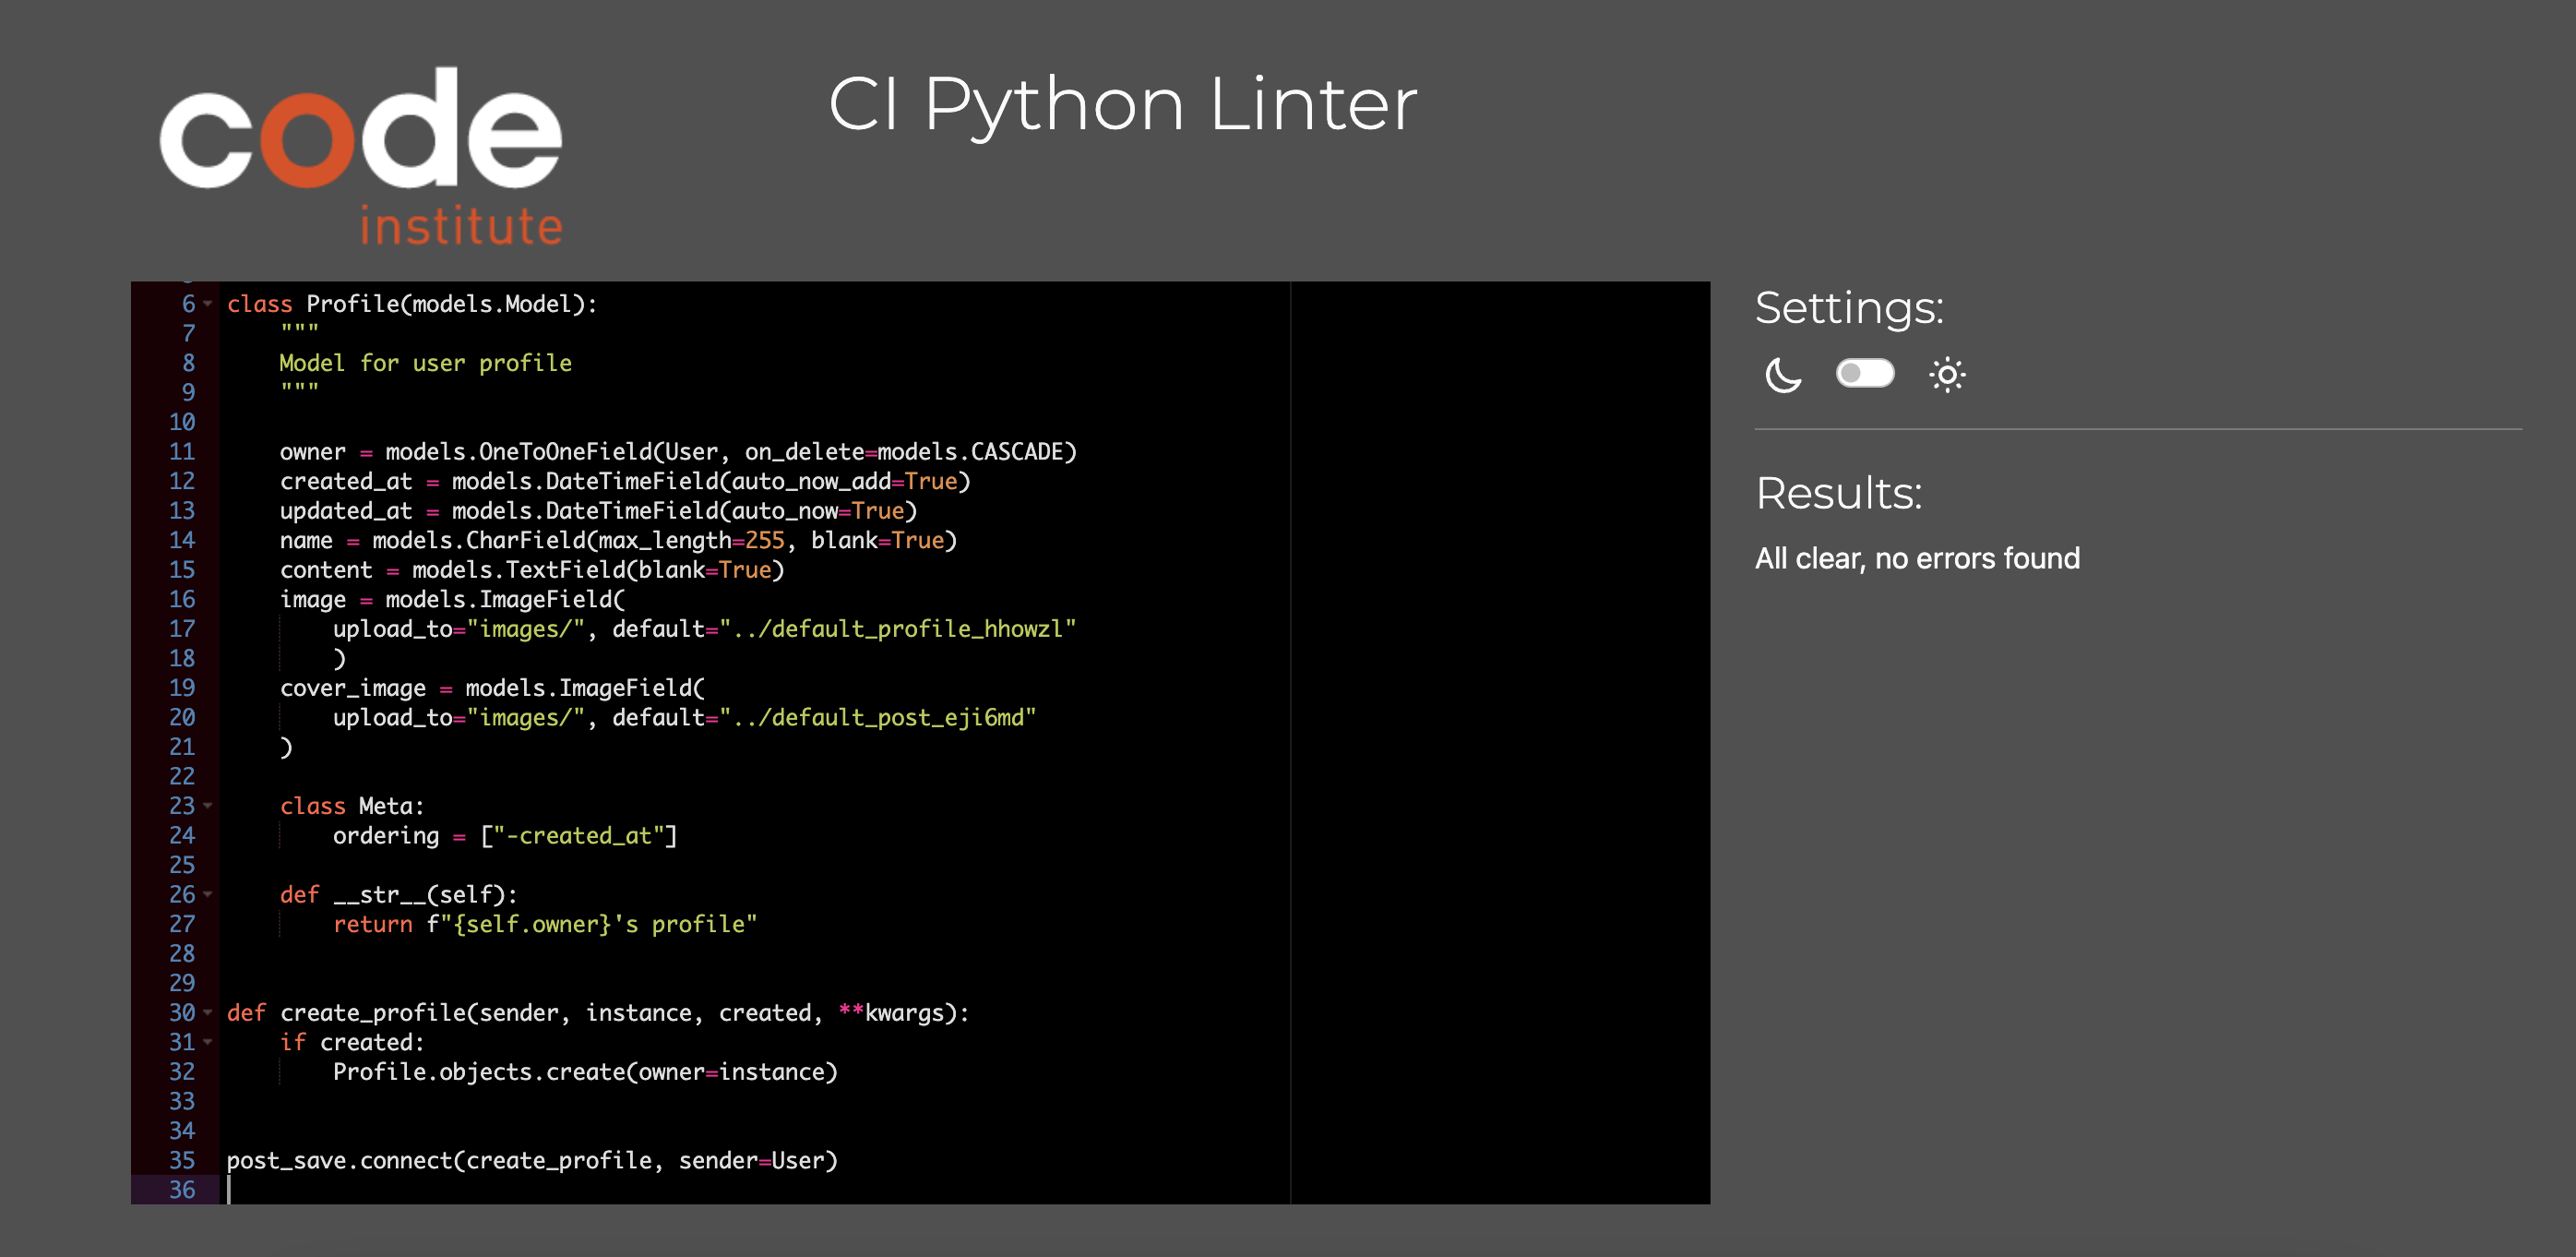 code
institute
CI Python Linter
6 class Profile(models.Model):
7     """
8     Model for user profile
9     """
10
11     owner = models.OneToOneField(User, on_delete=models.CASCADE)
12     created_at = models.DateTimeField(auto_now_add=True)
13     updated_at = models.DateTimeField(auto_now=True)
14     name = models.CharField(max_length=255, blank=True)
15     content = models.TextField(blank=True)
16     image = models.ImageField(
17         upload_to="images/", default="../default_profile_hhowzl"
18         )
19     cover_image = models.ImageField(
20         upload_to="images/", default="../default_post_eji6md"
21     )
22
23     class Meta:
24         ordering = ["-created_at"]
25
26     def __str__(self):
27         return f"{self.owner}'s profile"
28
29
30 def create_profile(sender, instance, created, **kwargs):
31     if created:
32         Profile.objects.create(owner=instance)
33
34
35 post_save.connect(create_profile, sender=User)
36
Settings:
Results:
All clear, no errors found